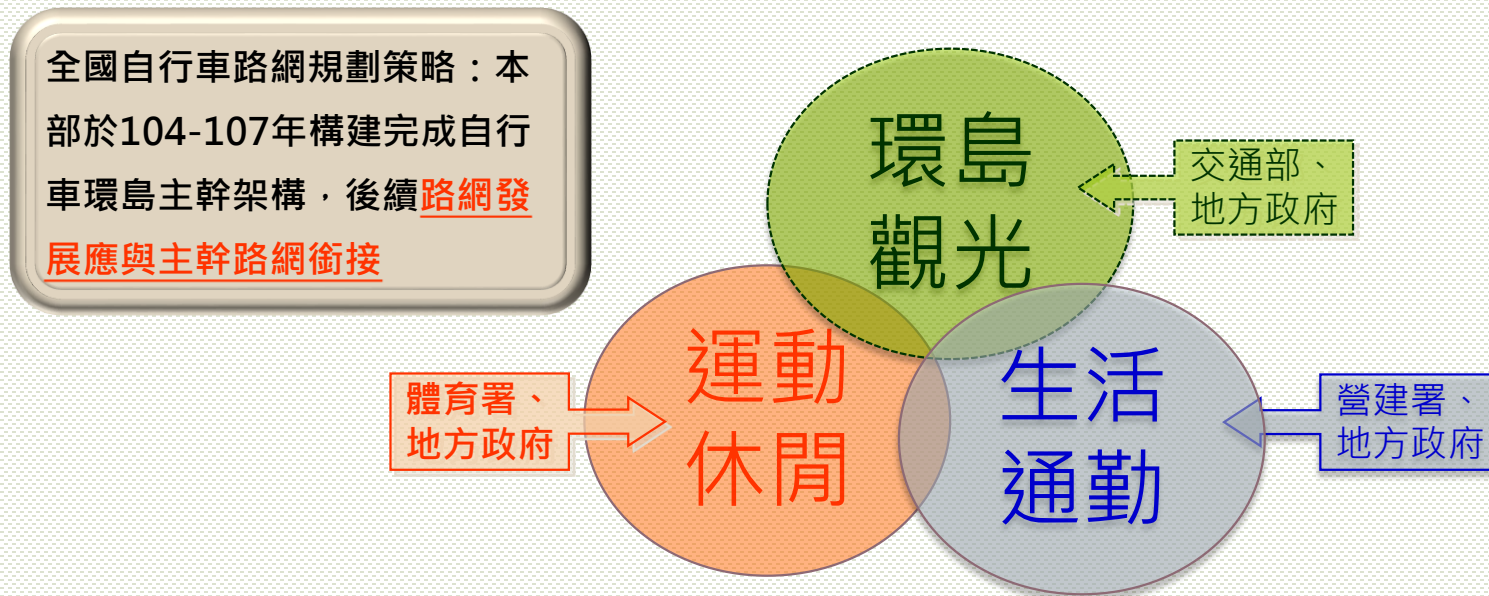 全國自行車路網規劃策略：本
部於104-107年構建完成自行
車環島主幹架構，後續路網發
展應與主幹路網銜接
環島
觀光
交通部、
地方政府
運動
休閒
體育署、
地方政府
生活
通勤
營建署、
地方政府